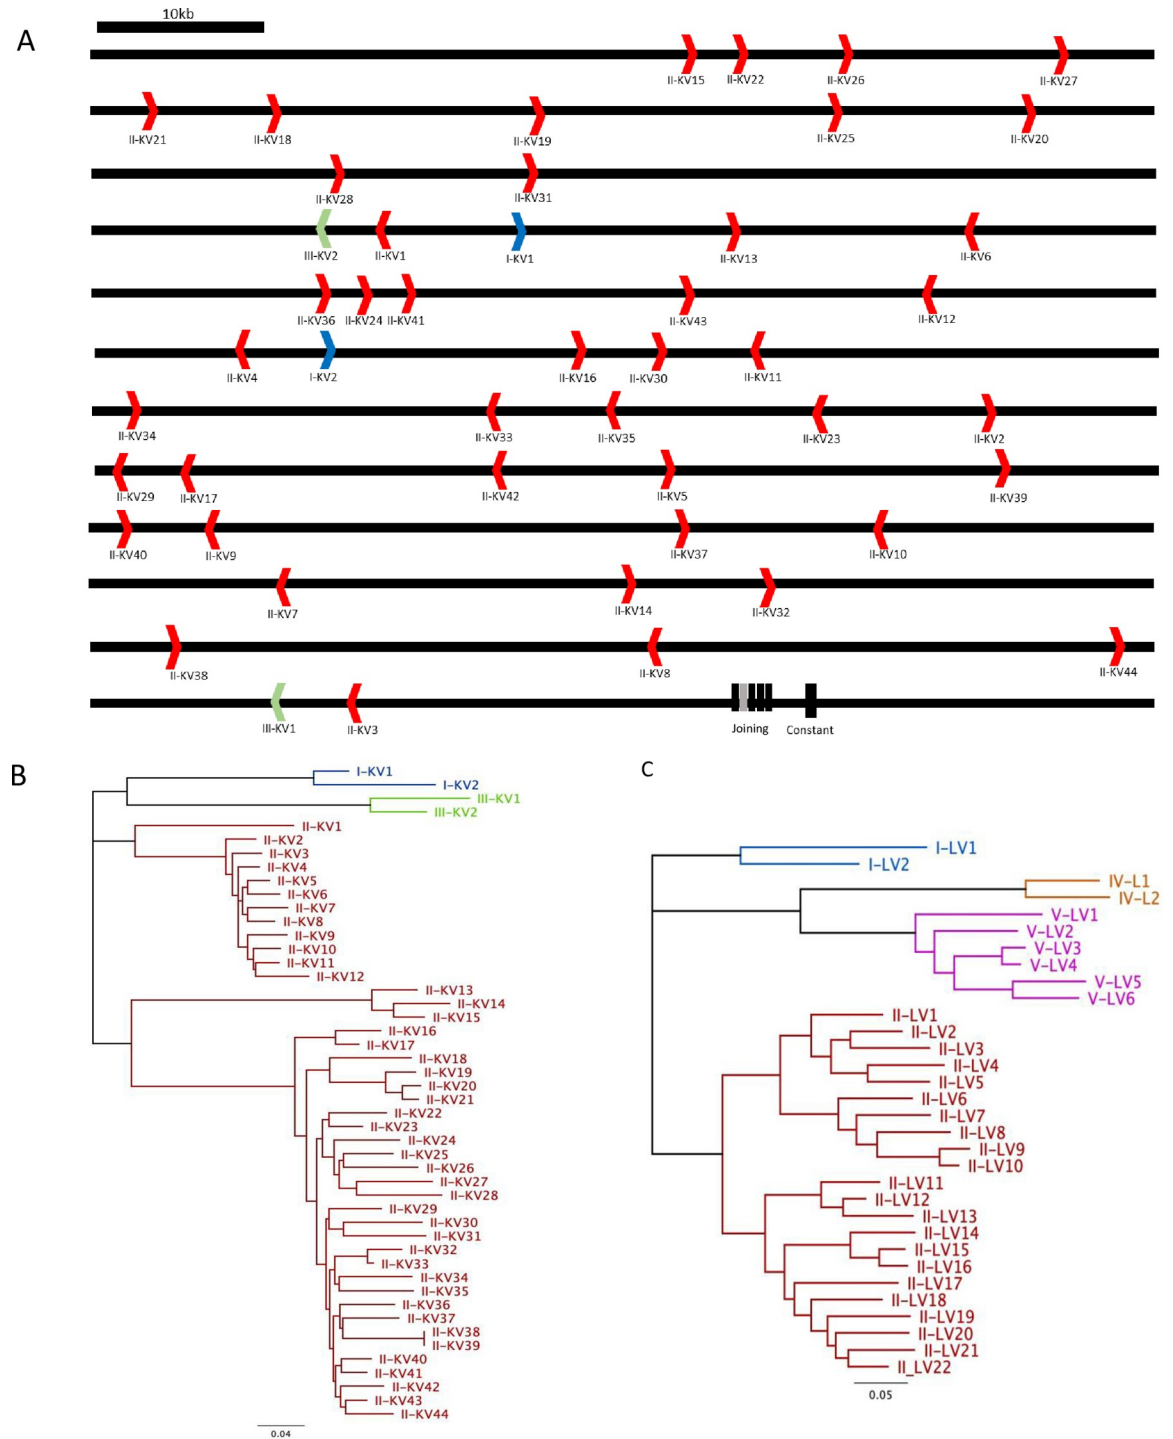 A
10kb
II-KV15 II-KV22 II-KV26 II-KV27
II-KV21 II-KV18 II-KV19 II-KV25 II-KV20
II-KV28 II-KV31
III-KV2 II-KV1 I-KV1 II-KV13 II-KV6
II-KV36 II-KV24 II-KV41 II-KV43 II-KV12
II-KV4 I-KV2 II-KV16 II-KV30 II-KV11
II-KV34 II-KV33 II-KV35 II-KV23 II-KV2
II-KV29 II-KV17 II-KV42 II-KV5 II-KV39
II-KV40 II-KV9 II-KV37 II-KV10
II-KV7 II-KV14 II-KV32
II-KV38 II-KV8 II-KV44
III-KV1 II-KV3 Joining Constant
B
I-KV1
I-KV2
III-KV1
III-KV2
II-KV1
II-KV2
II-KV3
II-KV4
II-KV5
II-KV6
II-KV7
II-KV8
II-KV9
II-KV10
II-KV11
II-KV12
II-KV13
II-KV14
II-KV15
II-KV16
II-KV17
II-KV18
II-KV19
II-KV20
II-KV21
II-KV22
II-KV23
II-KV24
II-KV25
II-KV26
II-KV27
II-KV28
II-KV29
II-KV30
II-KV31
II-KV32
II-KV33
II-KV34
II-KV35
II-KV36
II-KV37
II-KV38
II-KV39
II-KV40
II-KV41
II-KV42
II-KV43
II-KV44
0.04
C
I-LV1
I-LV2
IV-L1
IV-L2
V-LV1
V-LV2
V-LV3
V-LV4
V-LV5
V-LV6
II-LV1
II-LV2
II-LV3
II-LV4
II-LV5
II-LV6
II-LV7
II-LV8
II-LV9
II-LV10
II-LV11
II-LV12
II-LV13
II-LV14
II-LV15
II-LV16
II-LV17
II-LV18
II-LV19
II-LV20
II-LV21
II_LV22
0.05